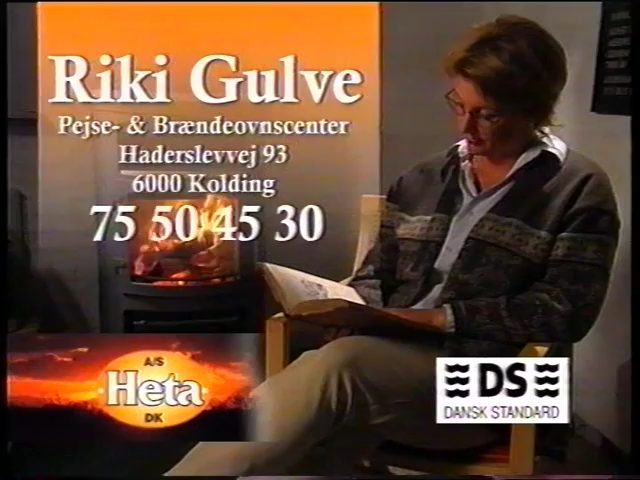 Riki Gulve
Pejse- & Brændeovnscenter
Haderslevvej 93
6000 Kolding
75 50 45 30
A/S
Heta
DK
DS
DANSK STANDARD